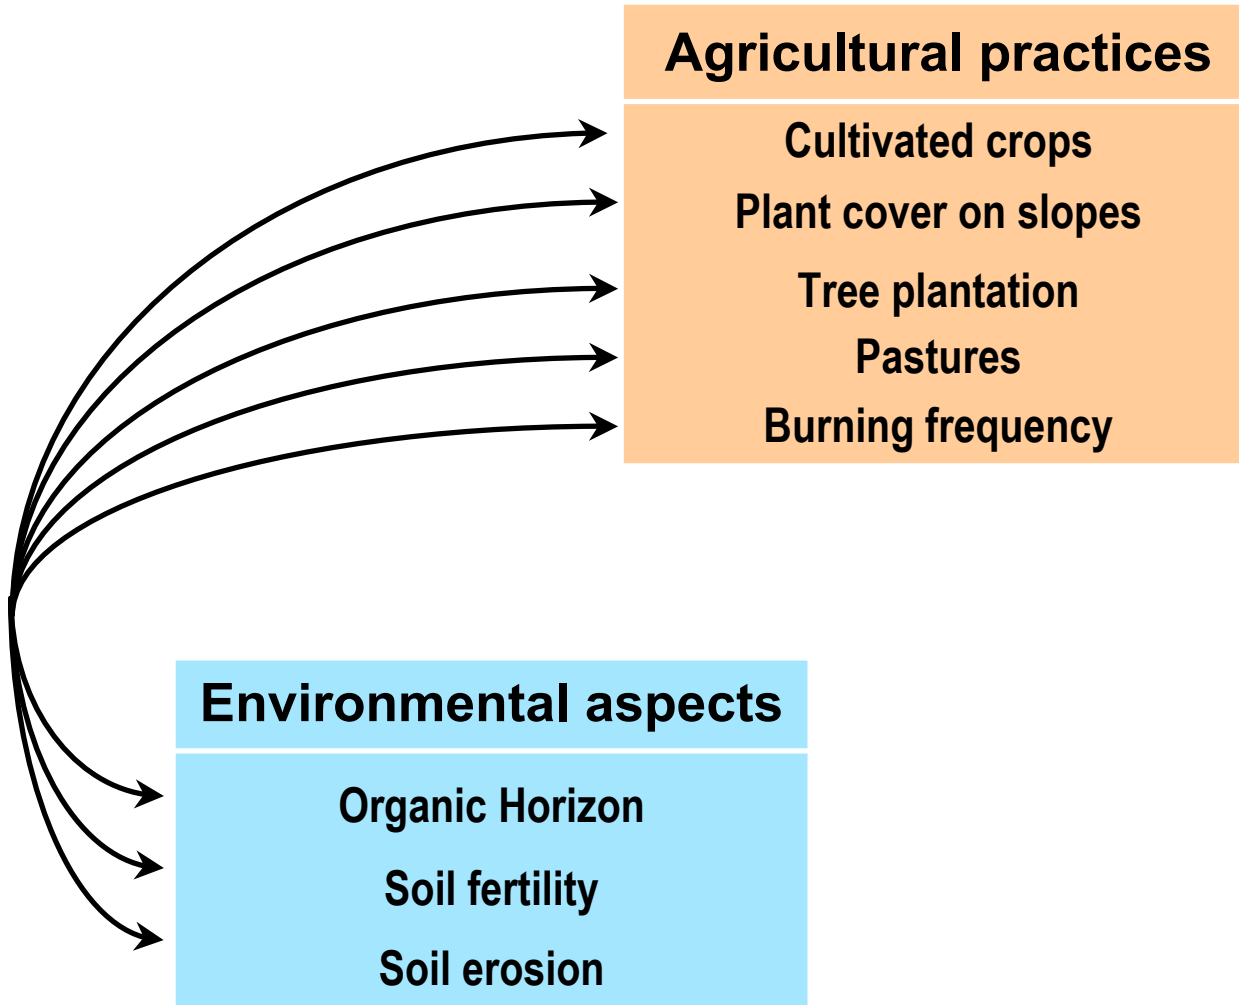 Agricultural practices
Cultivated crops
Plant cover on slopes
Tree plantation
Pastures
Burning frequency
Environmental aspects
Organic Horizon
Soil fertility
Soil erosion